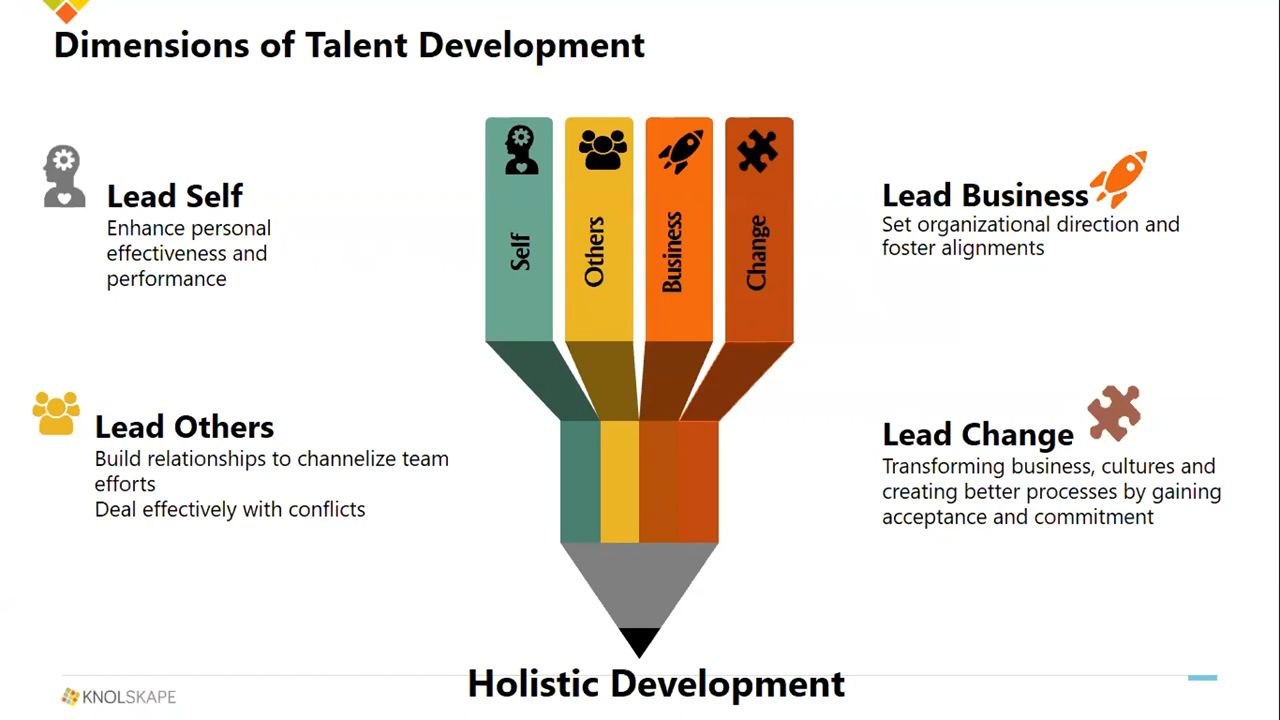 Dimensions of Talent Development
Lead Self
Enhance personal
effectiveness and
performance
Lead Others
Build relationships to channelize team
efforts
Deal effectively with conflicts
Self
Others
Business
Change
Lead Business
Set organizational direction and
foster alignments
Lead Change
Transforming business, cultures and
creating better processes by gaining
acceptance and commitment
Holistic Development
KNOLSKAPE